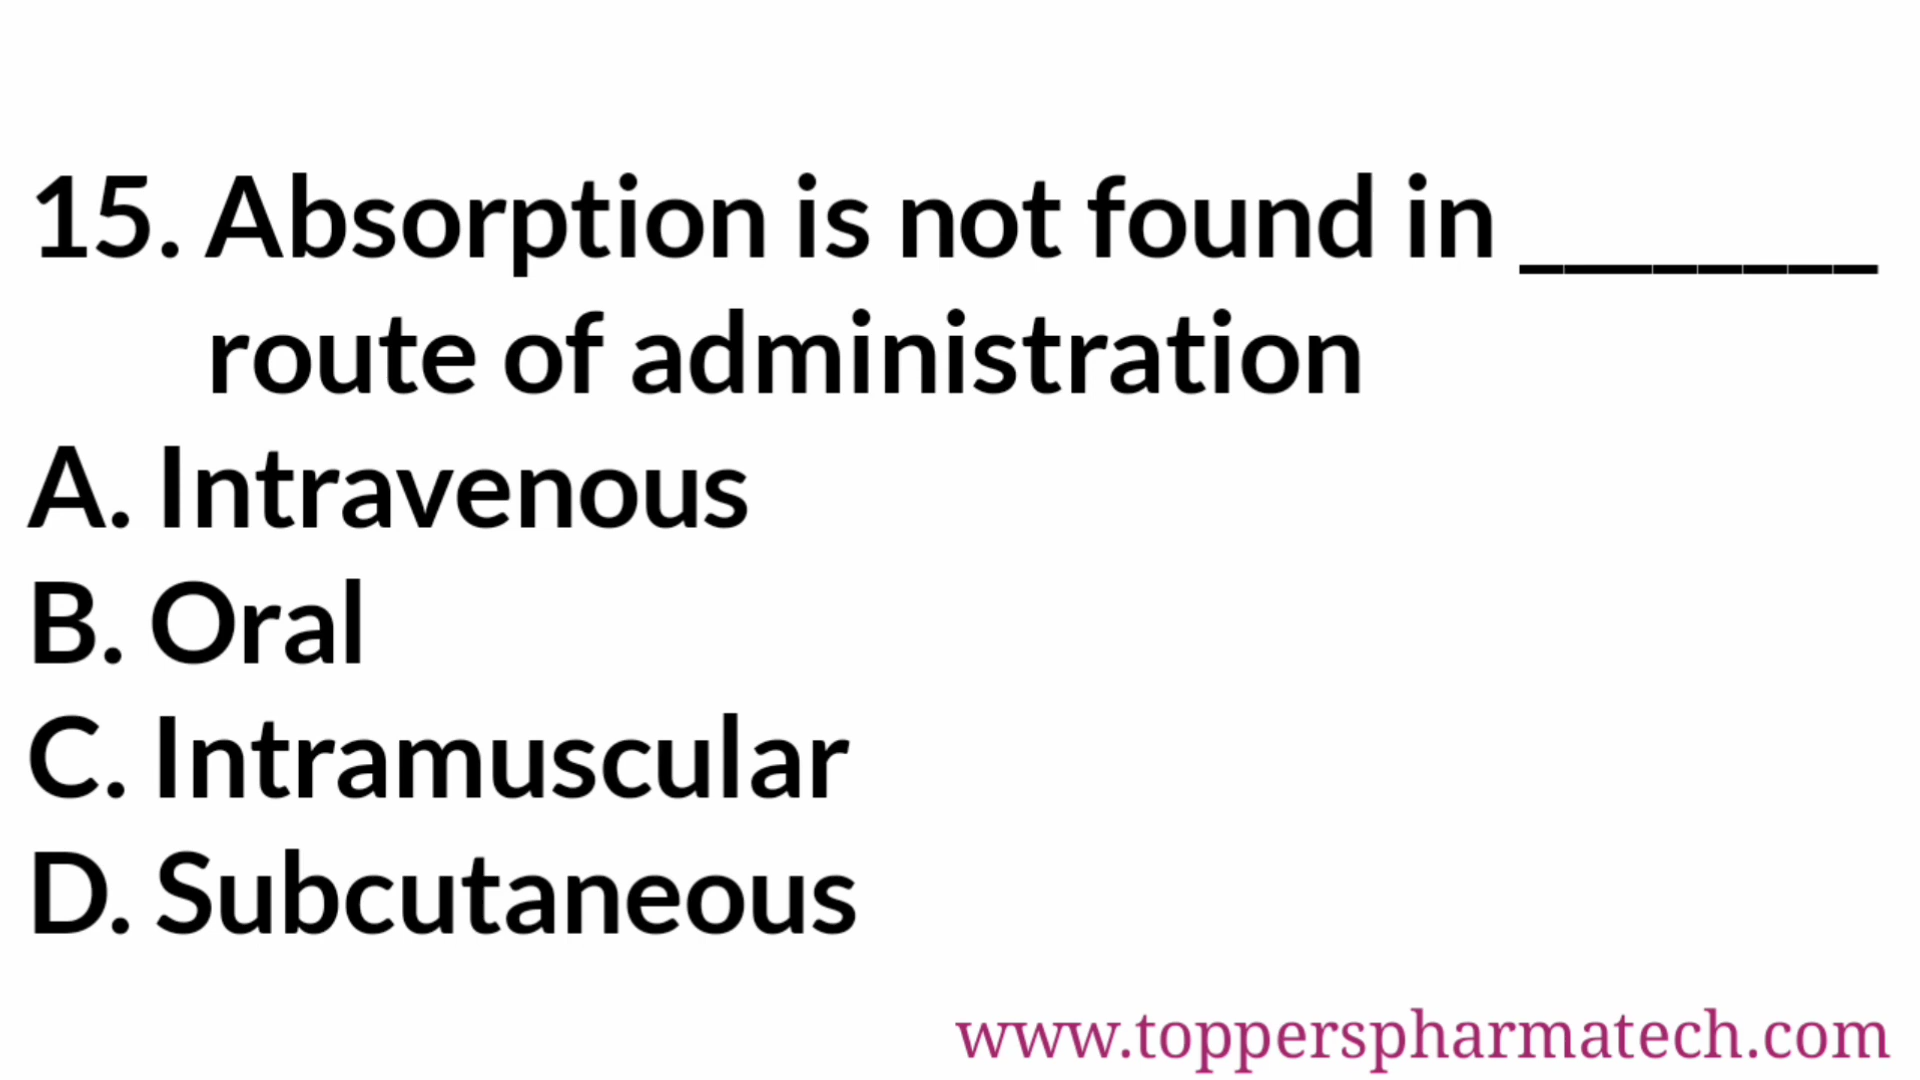 15. Absorption is not found in ________
route of administration
A. Intravenous
B. Oral
C. Intramuscular
D. Subcutaneous
www.topperspharmatech.com